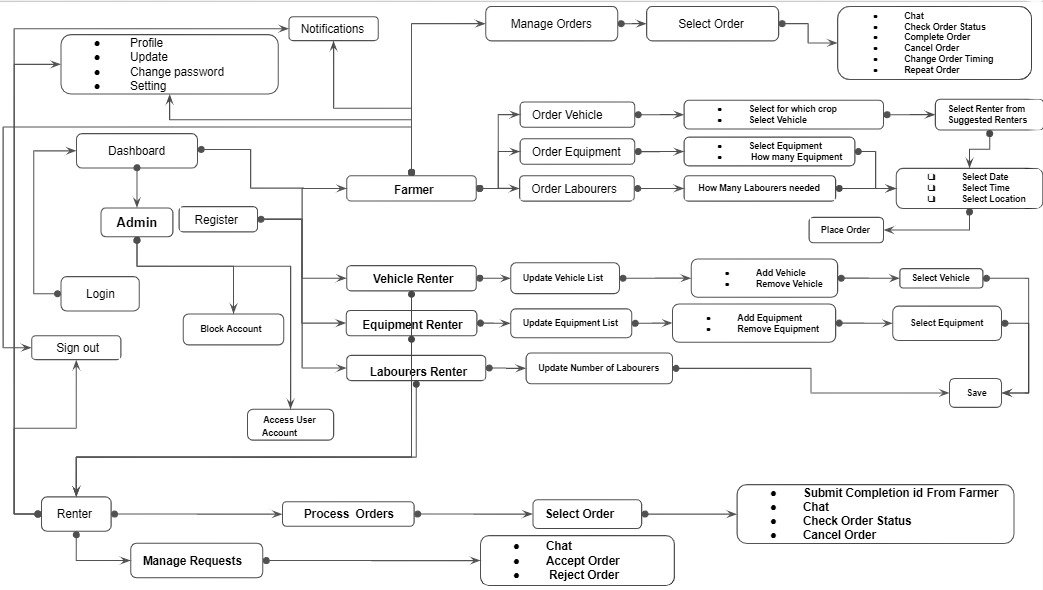 Notifications
Manage Orders
Select Order
Chat
Check Order Status
Complete Order
Cancel Order
Change Order Timing
Repeat Order
Profile
Update
Change password
Setting
Order Vehicle
Select for which crop
Select Vehicle
Select Renter from
Suggested Renters
Dashboard
Order Equipment
Select Equipment
How many Equipment
Farmer
Order Labourers
How Many Labourers needed
Select Date
Select Time
Select Location
Admin
Register
Place Order
Login
Vehicle Renter
Update Vehicle List
Add Vehicle
Remove Vehicle
Select Vehicle
Block Account
Equipment Renter
Update Equipment List
Add Equipment
Remove Equipment
Select Equipment
Sign out
Labourers Renter
Update Number of Labourers
Save
Access User
Account
Renter
Process Orders
Select Order
Submit Completion id From Farmer
Chat
Check Order Status
Cancel Order
Manage Requests
Chat
Accept Order
Reject Order